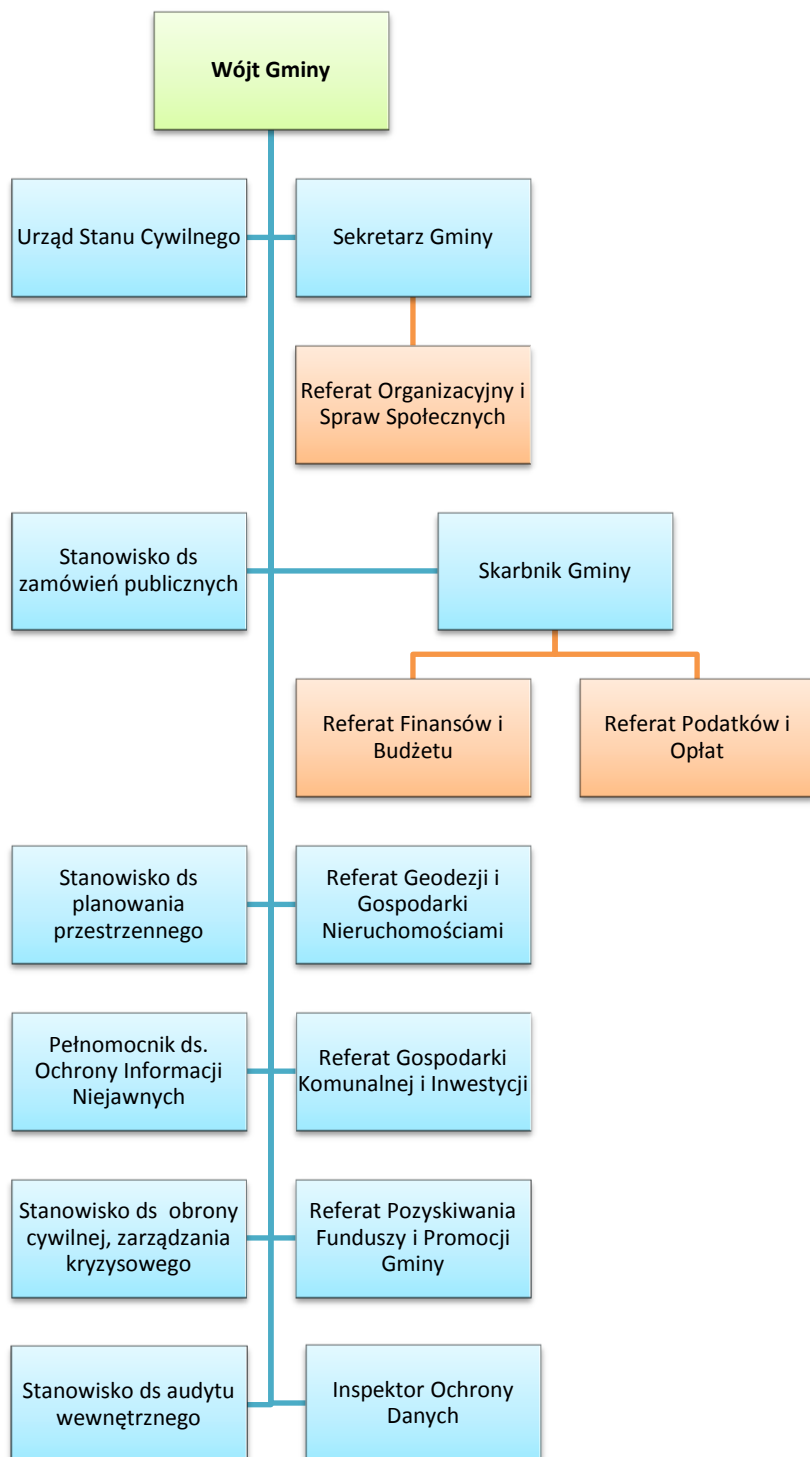 Wójt Gminy
Urząd Stanu Cywilnego
Sekretarz Gminy
Referat Organizacyjny i
Spraw Społecznych
Stanowisko ds
zamówień publicznych
Skarbnik Gminy
Referat Finansów i
Budżetu
Referat Podatków i
Opłat
Stanowisko ds
planowania
przestrzennego
Referat Geodezji i
Gospodarki
Nieruchomościami
Pełnomocnik ds.
Ochrony Informacji
Niejawnych
Referat Gospodarki
Komunalnej i Inwestycji
Stanowisko ds  obrony
cywilnej, zarządzania
kryzysowego
Referat Pozyskiwania
Funduszy i Promocji
Gminy
Stanowisko ds audytu
wewnętrznego
Inspektor Ochrony
Danych